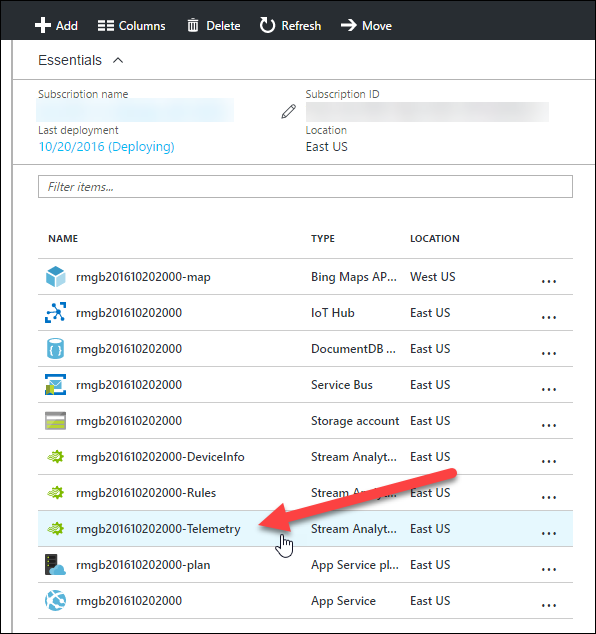 Add Columns Delete Refresh Move
Essentials
Subscription name Subscription ID
Last deployment Location
10/20/2016 (Deploying) East US
Filter items...
NAME TYPE LOCATION
rmgb201610202000-map Bing Maps AP... West US ...
rmgb201610202000 IoT Hub East US ...
rmgb201610202000 DocumentDB ... East US ...
rmgb201610202000 Service Bus East US ...
rmgb201610202000 Storage account East US ...
rmgb201610202000-DeviceInfo Stream Analyt... East US ...
rmgb201610202000-Rules Stream Analyt... East US ...
rmgb201610202000-Telemetry Stream Analyt... East US ...
rmgb201610202000-plan App Service pl... East US ...
rmgb201610202000 App Service East US ...